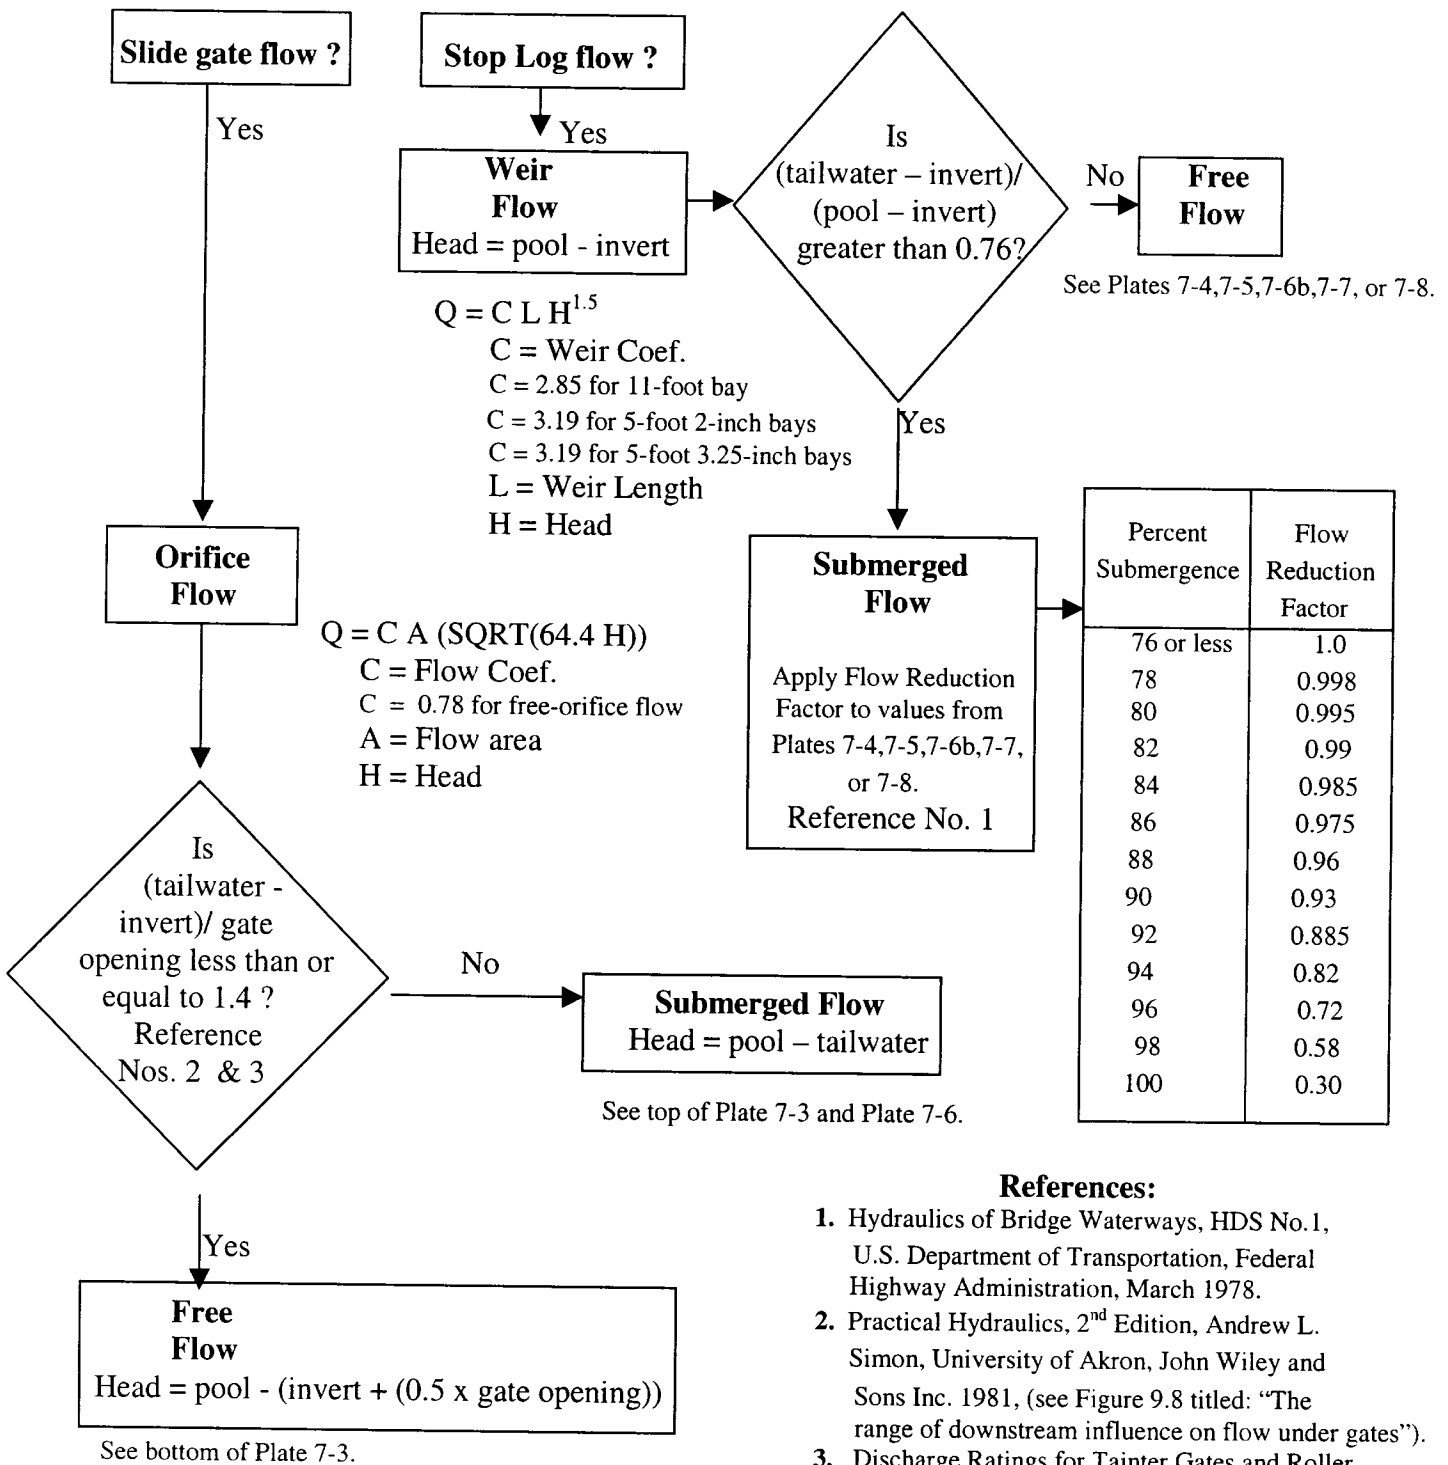 Slide gate flow ?
Yes
Stop Log flow ?
Yes
Weir
Flow
Head = pool - invert
Is
(tailwater – invert)/
(pool – invert)
greater than 0.76?
No
Free
Flow
See Plates 7-4,7-5,7-6b,7-7, or 7-8.
Q = C L H^1.5
C = Weir Coef.
C = 2.85 for 11-foot bay
C = 3.19 for 5-foot 2-inch bays
C = 3.19 for 5-foot 3.25-inch bays
L = Weir Length
H = Head
Yes
Submerged
Flow
Apply Flow Reduction
Factor to values from
Plates 7-4,7-5,7-6b,7-7,
or 7-8.
Reference No. 1
Percent Submergence Flow Reduction Factor
76 or less 1.0
78 0.998
80 0.995
82 0.99
84 0.985
86 0.975
88 0.96
90 0.93
92 0.885
94 0.82
96 0.72
98 0.58
100 0.30
Orifice
Flow
Q = C A (SQRT(64.4 H))
C = Flow Coef.
C = 0.78 for free-orifice flow
A = Flow area
H = Head
Is
(tailwater -
invert)/ gate
opening less than or
equal to 1.4 ?
Reference
Nos. 2 & 3
No
Submerged Flow
Head = pool – tailwater
See top of Plate 7-3 and Plate 7-6.
Yes
Free
Flow
Head = pool - (invert + (0.5 x gate opening))
See bottom of Plate 7-3.
References:
1. Hydraulics of Bridge Waterways, HDS No.1,
U.S. Department of Transportation, Federal
Highway Administration, March 1978.
2. Practical Hydraulics, 2nd Edition, Andrew L.
Simon, University of Akron, John Wiley and
Sons Inc. 1981, (see Figure 9.8 titled: “The
range of downstream influence on flow under gates”).
3. Discharge Ratings for Tainter Gates and Roller